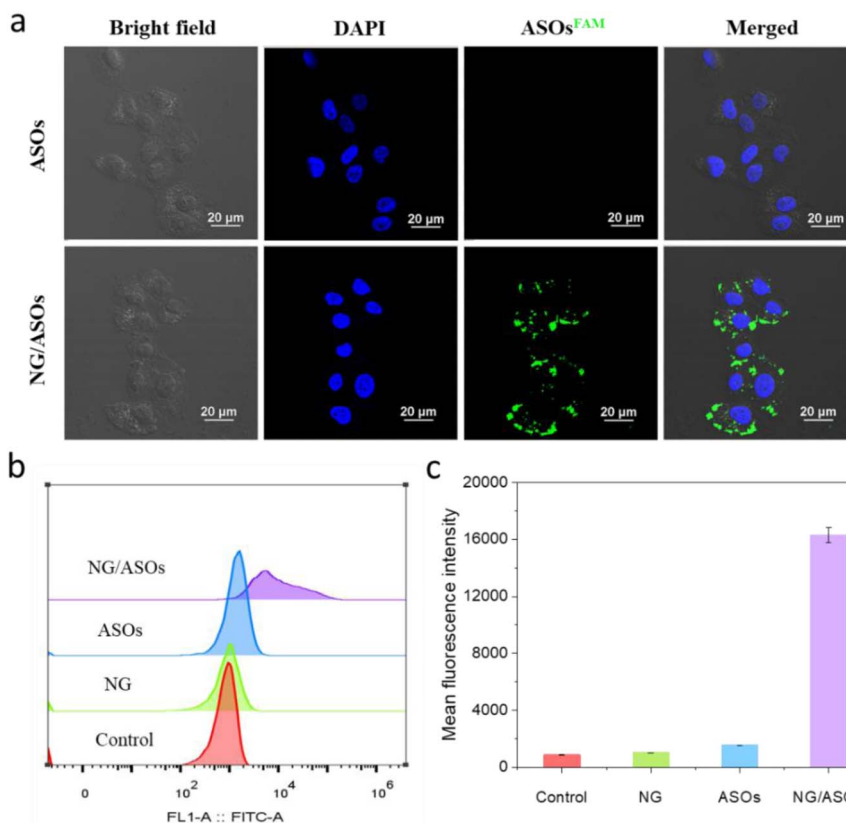 a
Bright field DAPI ASOsFAM Merged
ASOs
20 µm 20 µm 20 µm 20 µm
NG/ASOs
20 µm 20 µm 20 µm 20 µm
b
NG/ASOs
ASOs
NG
Control
0 10^2 10^4 10^6
FL1-A :: FITC-A
c
20000
16000
12000
8000
4000
0
Mean fluorescence intensity
Control NG ASOs NG/ASO